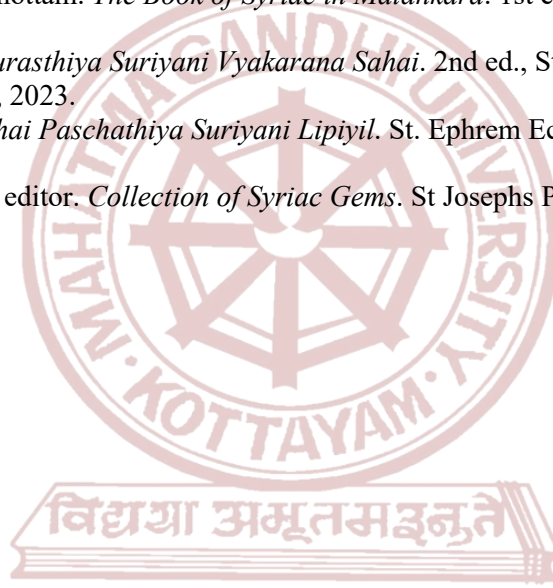 The Book of Syriac in Malankara. 1st
urasthiya Suriyani Vyakarana Sahai. 2nd ed., St
, 2023.
hai Paschathiya Suriyani Lipiyil. St. Ephrem Ec
editor. Collection of Syriac Gems. St Josephs P
MAHATMA GANDHI UNIVERSITY
KOTTAYAM
विद्यया अमृतमश्नुते